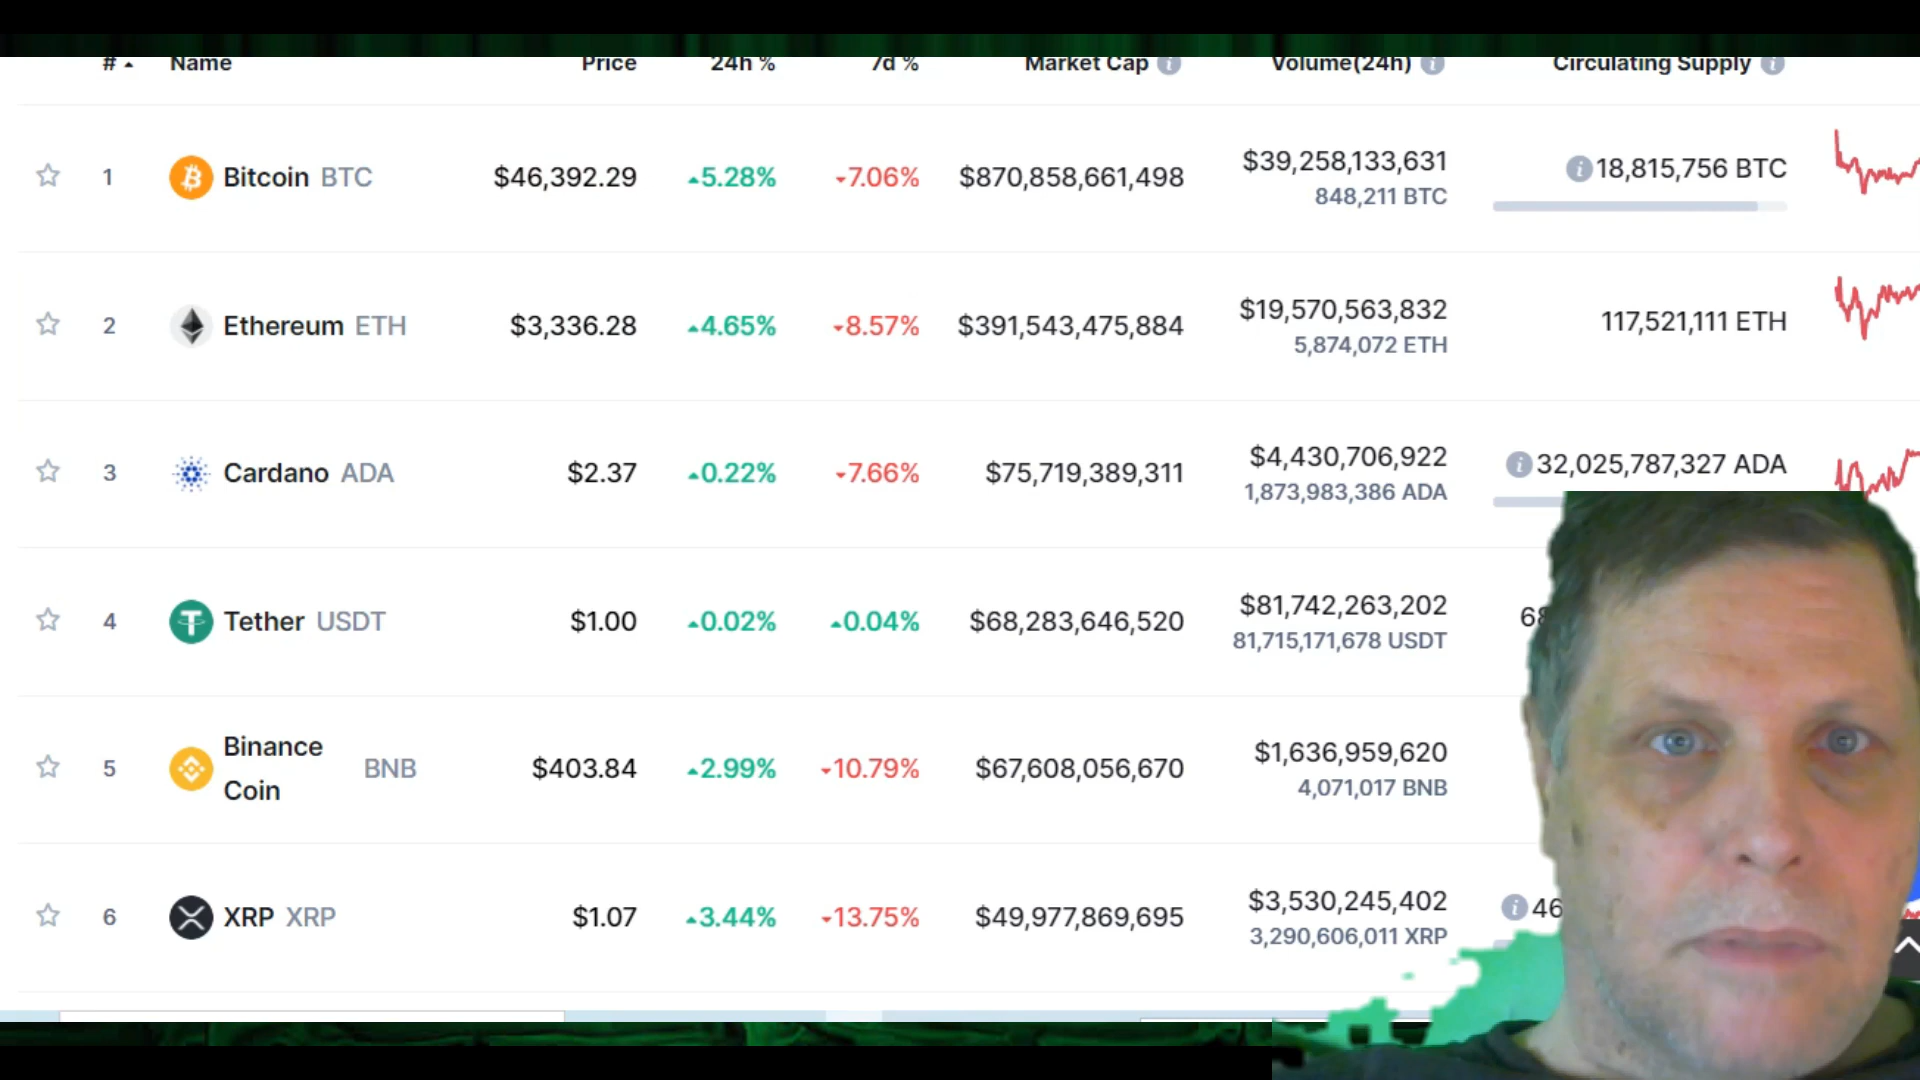 # Name Price 24h % 7d % Market Cap Volume(24h) Circulating Supply
1 Bitcoin BTC $46,392.29 5.28% 7.06% $870,858,661,498 $39,258,133,631 18,815,756 BTC
848,211 BTC
2 Ethereum ETH $3,336.28 4.65% 8.57% $391,543,475,884 $19,570,563,832 117,521,111 ETH
5,874,072 ETH
3 Cardano ADA $2.37 0.22% 7.66% $75,719,389,311 $4,430,706,922 32,025,787,327 ADA
1,873,983,386 ADA
4 Tether USDT $1.00 0.02% 0.04% $68,283,646,520 $81,742,263,202
81,715,171,678 USDT
5 Binance Coin BNB $403.84 2.99% 10.79% $67,608,056,670 $1,636,959,620
4,071,017 BNB
6 XRP XRP $1.07 3.44% 13.75% $49,977,869,695 $3,530,245,402 46
3,290,606,011 XRP